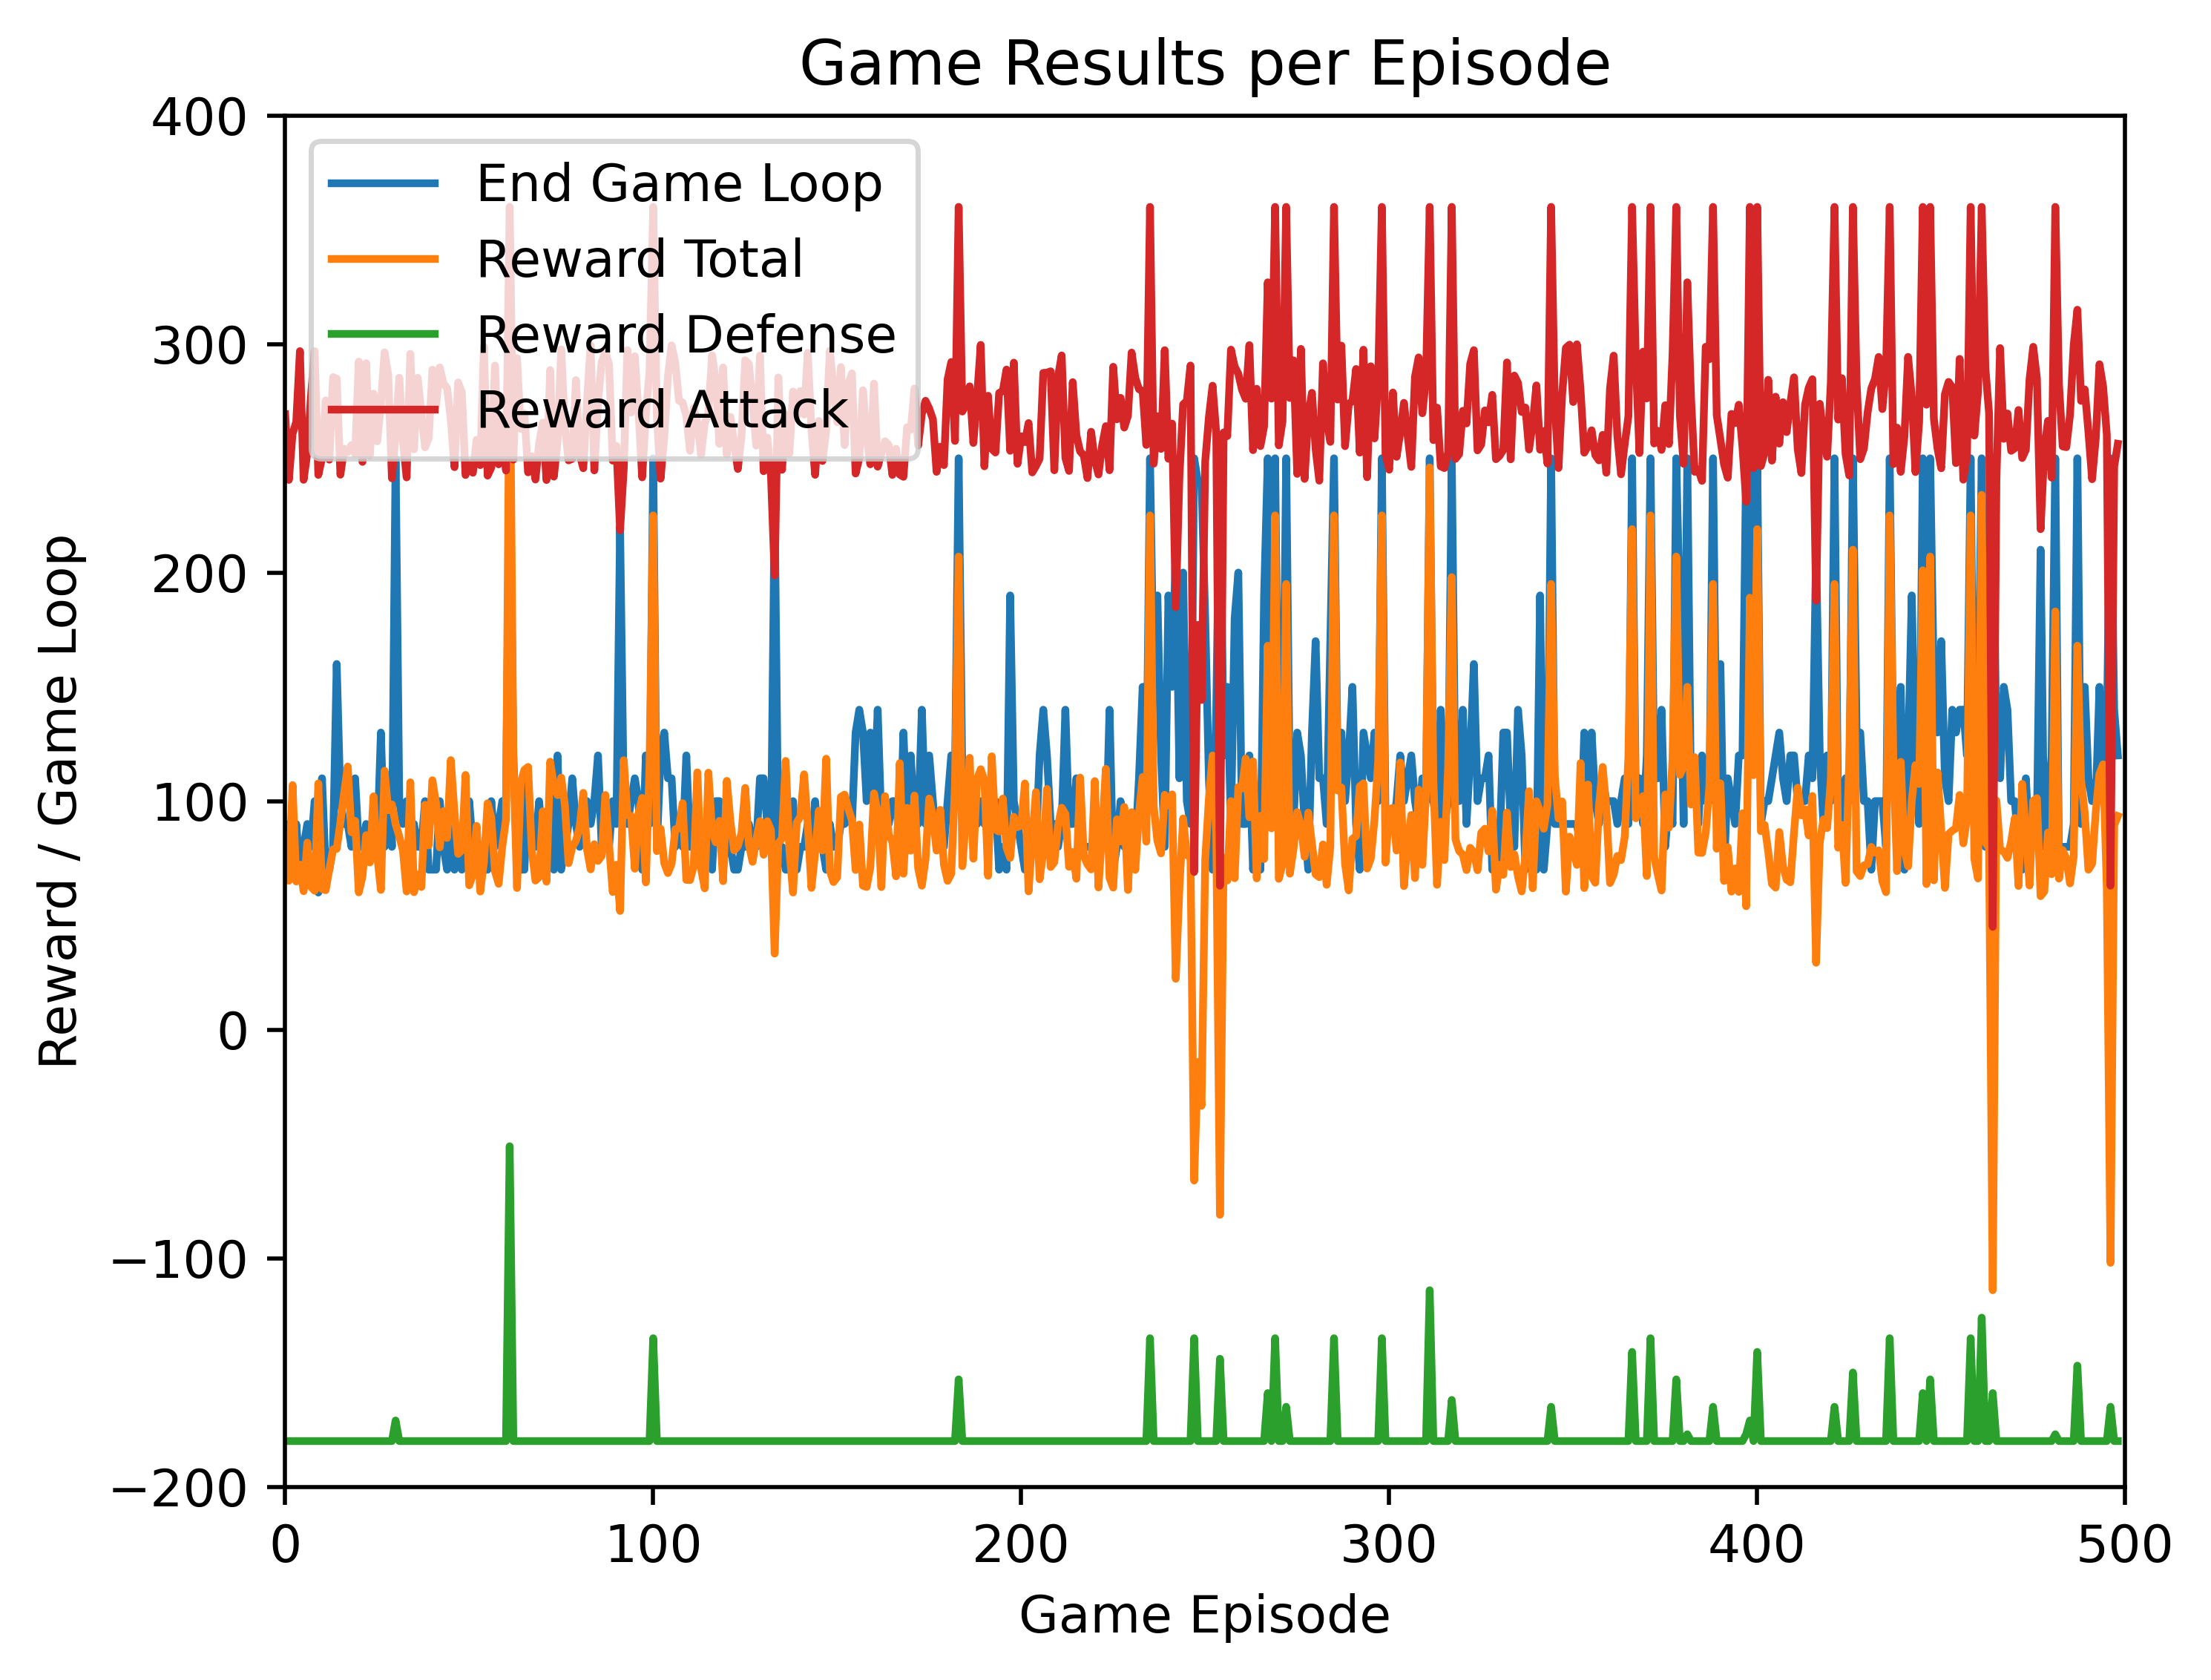 Game Results per Episode
400
300
200
100
0
−100
−200
Reward / Game Loop
End Game Loop
Reward Total
Reward Defense
Reward Attack
0 100 200 300 400 500
Game Episode